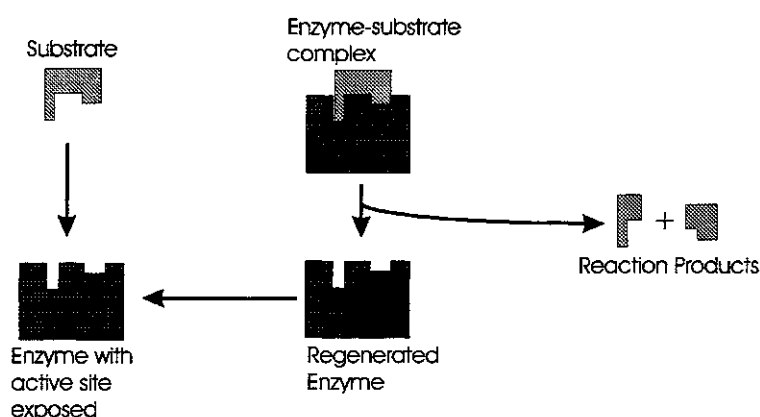 Substrate
Enzyme-substrate
complex
+
Reaction Products
Enzyme with
active site
exposed
Regenerated
Enzyme